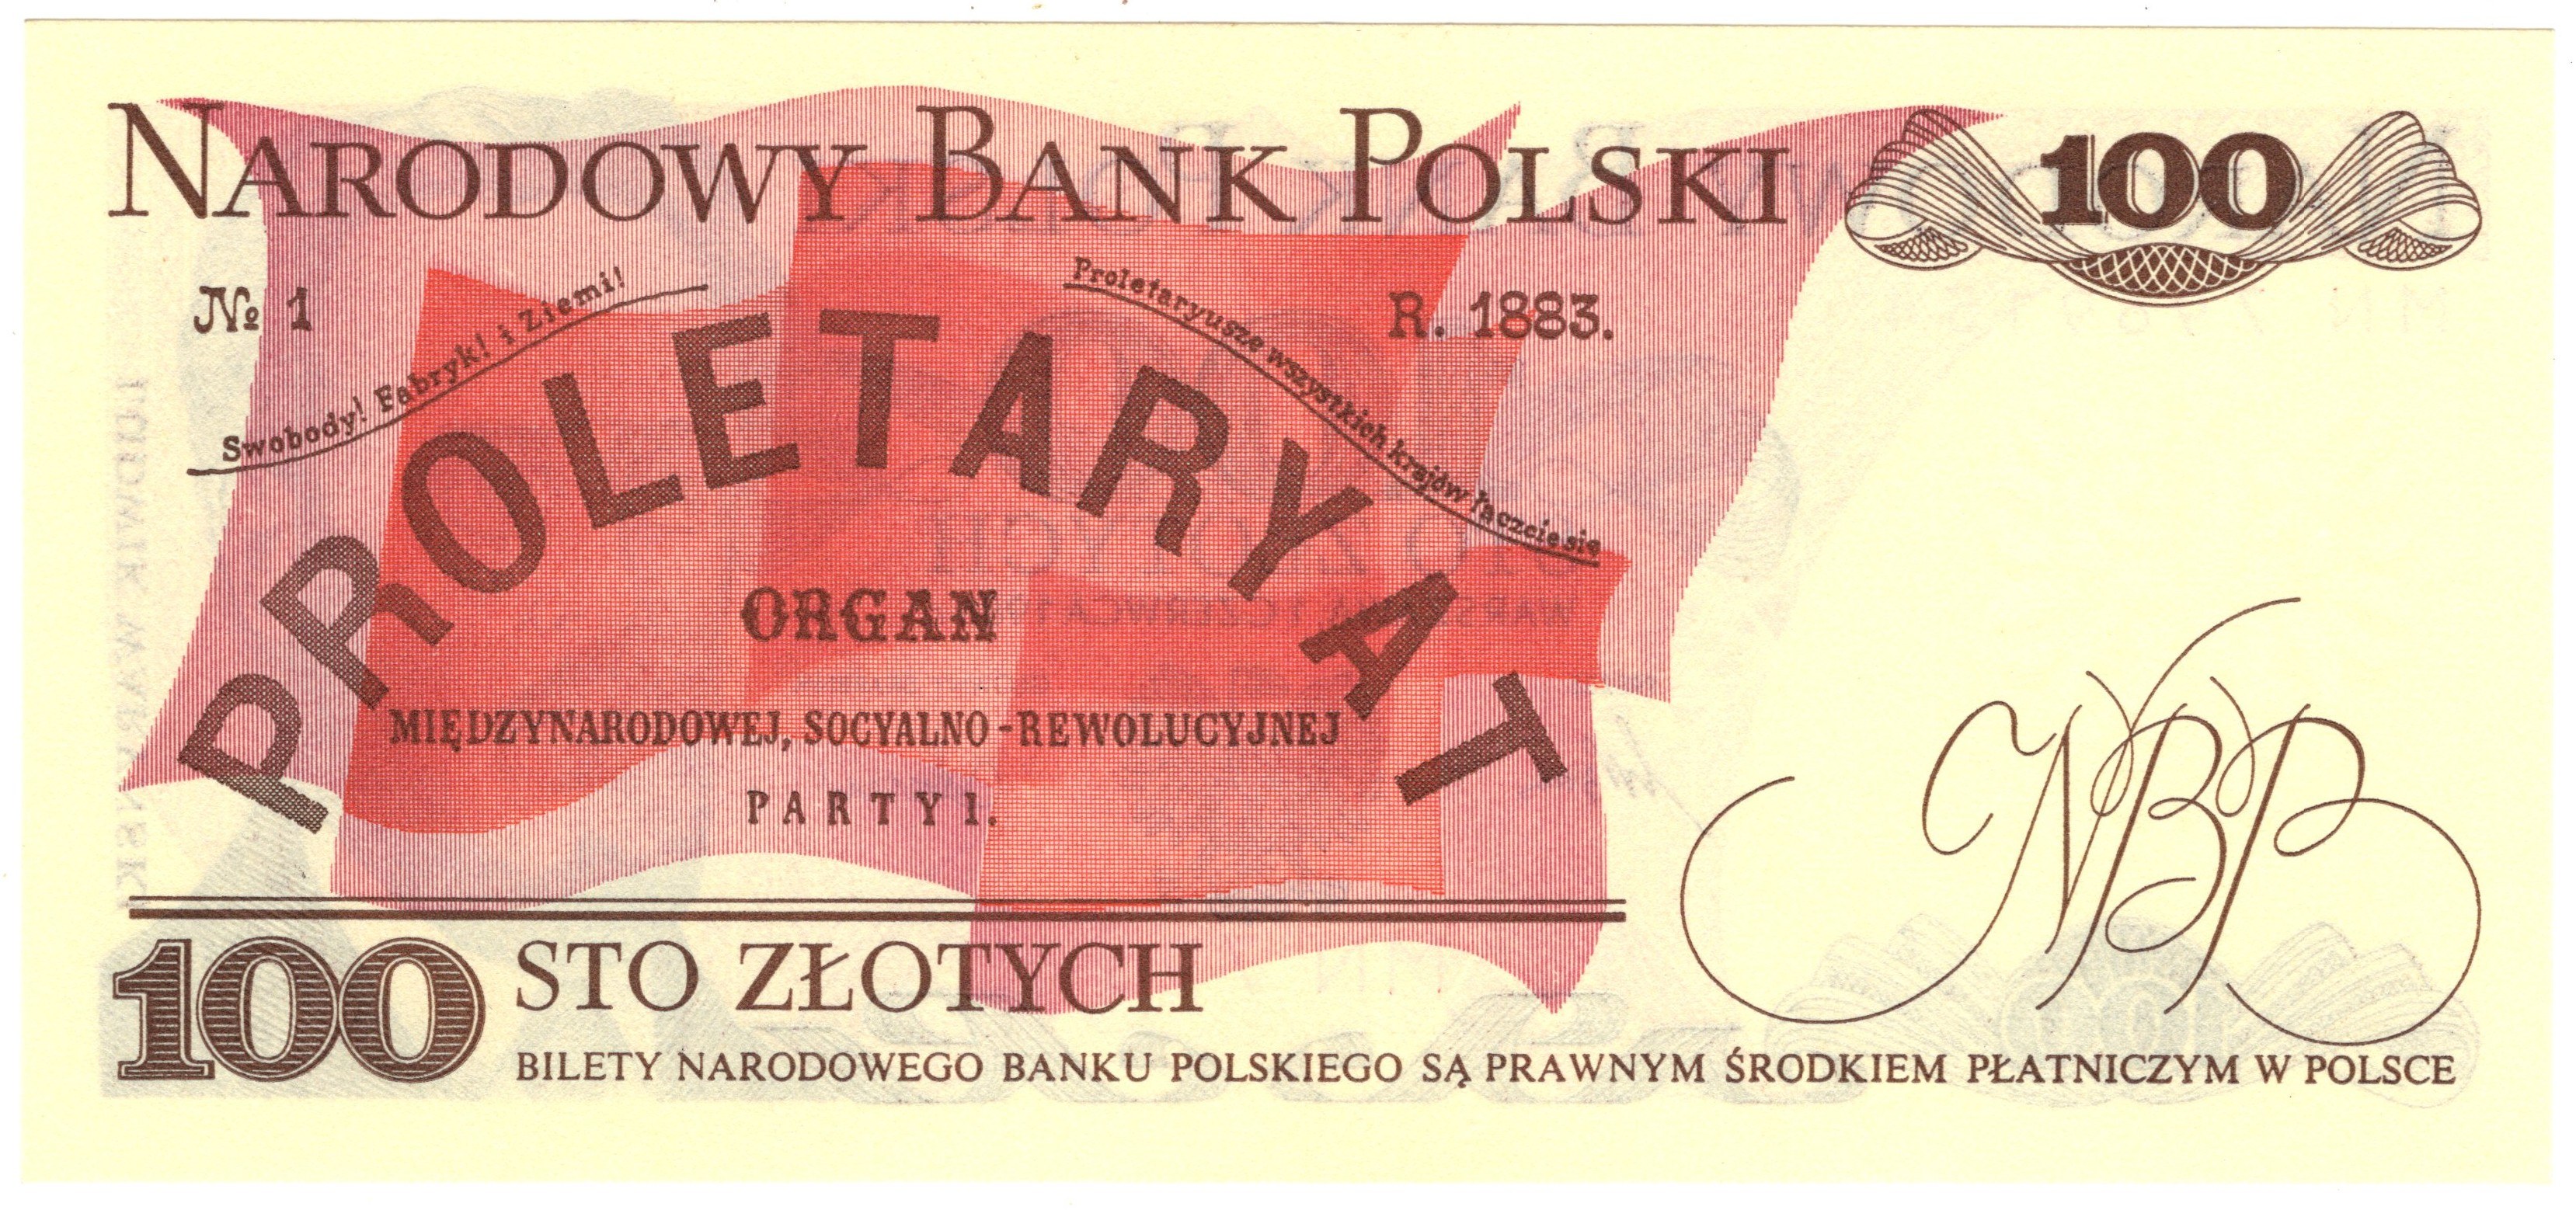 NARODOWY BANK POLSKI
100
№ 1
R. 1883.
Swobody! Fabryk! i Ziemi!
Proletaryusze wszystkich krajów łączcie się
PROLETARYAT
ORGAN
MIĘDZYNARODOWEJ, SOCYALNO-REWOLUCYJNEJ
PARTYI.
NBP
100
STO ZŁOTYCH
BILETY NARODOWEGO BANKU POLSKIEGO SĄ PRAWNYM ŚRODKIEM PŁATNICZYM W POLSCE